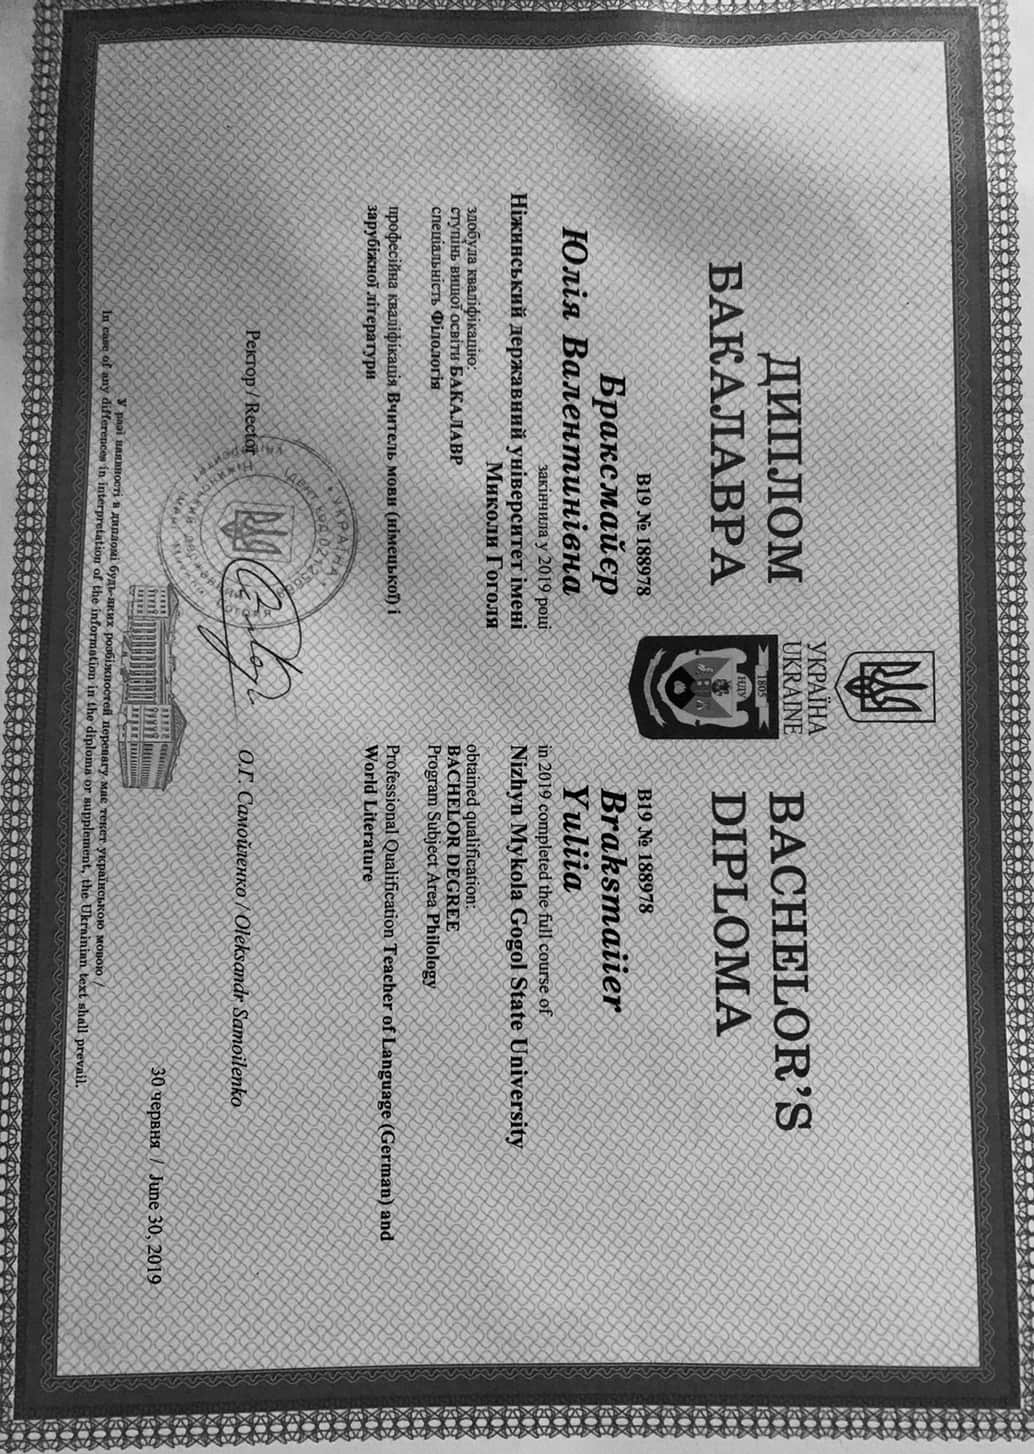 УКРАЇНА
UKRAINE
1805
НДУ
ДИПЛОМ
БАКАЛАВРА
В19 № 188978
Браксмайєр
Юлія Валентинівна
закінчила у 2019 році
Ніжинський державний університет імені
Миколи Гоголя
здобула кваліфікацію:
ступінь вищої освіти БАКАЛАВР
спеціальність Філологія
професійна кваліфікація Вчитель мови (німецької) і
зарубіжної літератури
BACHELOR'S
DIPLOMA
B19 № 188978
Braksmaiier
Yuliia
in 2019 completed the full course of
Nizhyn Mykola Gogol State University
obtained qualification:
BACHELOR DEGREE
Program Subject Area Philology
Professional Qualification Teacher of Language (German) and
World Literature
Ректор / Rector
УКРАЇНА
О.Г. Самойленко / Oleksandr Samoilenko
30 червня / June 30, 2019
У разі наявності в дипломі будь-яких розбіжностей перевагу має текст українською мовою /
In case of any differences in interpretation of the information in the diploma or supplement, the Ukrainian text shall prevail.